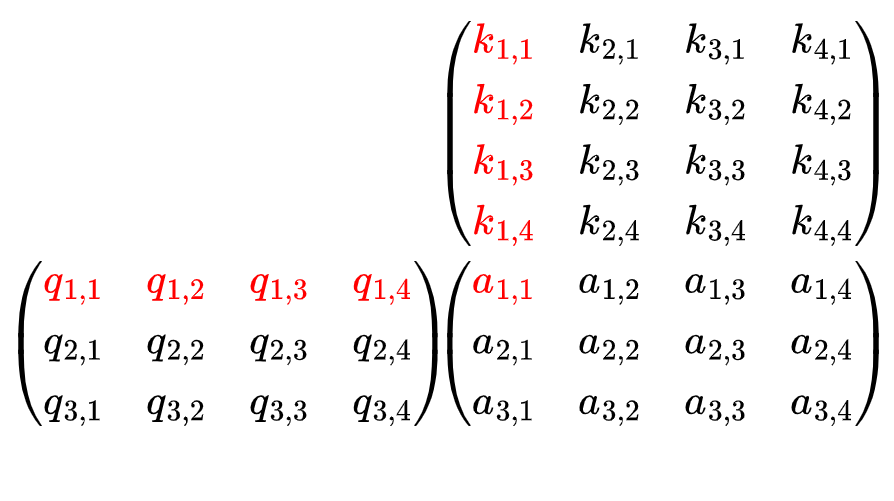 k1,1 k2,1 k3,1 k4,1
k1,2 k2,2 k3,2 k4,2
k1,3 k2,3 k3,3 k4,3
k1,4 k2,4 k3,4 k4,4
q1,1 q1,2 q1,3 q1,4 a1,1 a1,2 a1,3 a1,4
q2,1 q2,2 q2,3 q2,4 a2,1 a2,2 a2,3 a2,4
q3,1 q3,2 q3,3 q3,4 a3,1 a3,2 a3,3 a3,4